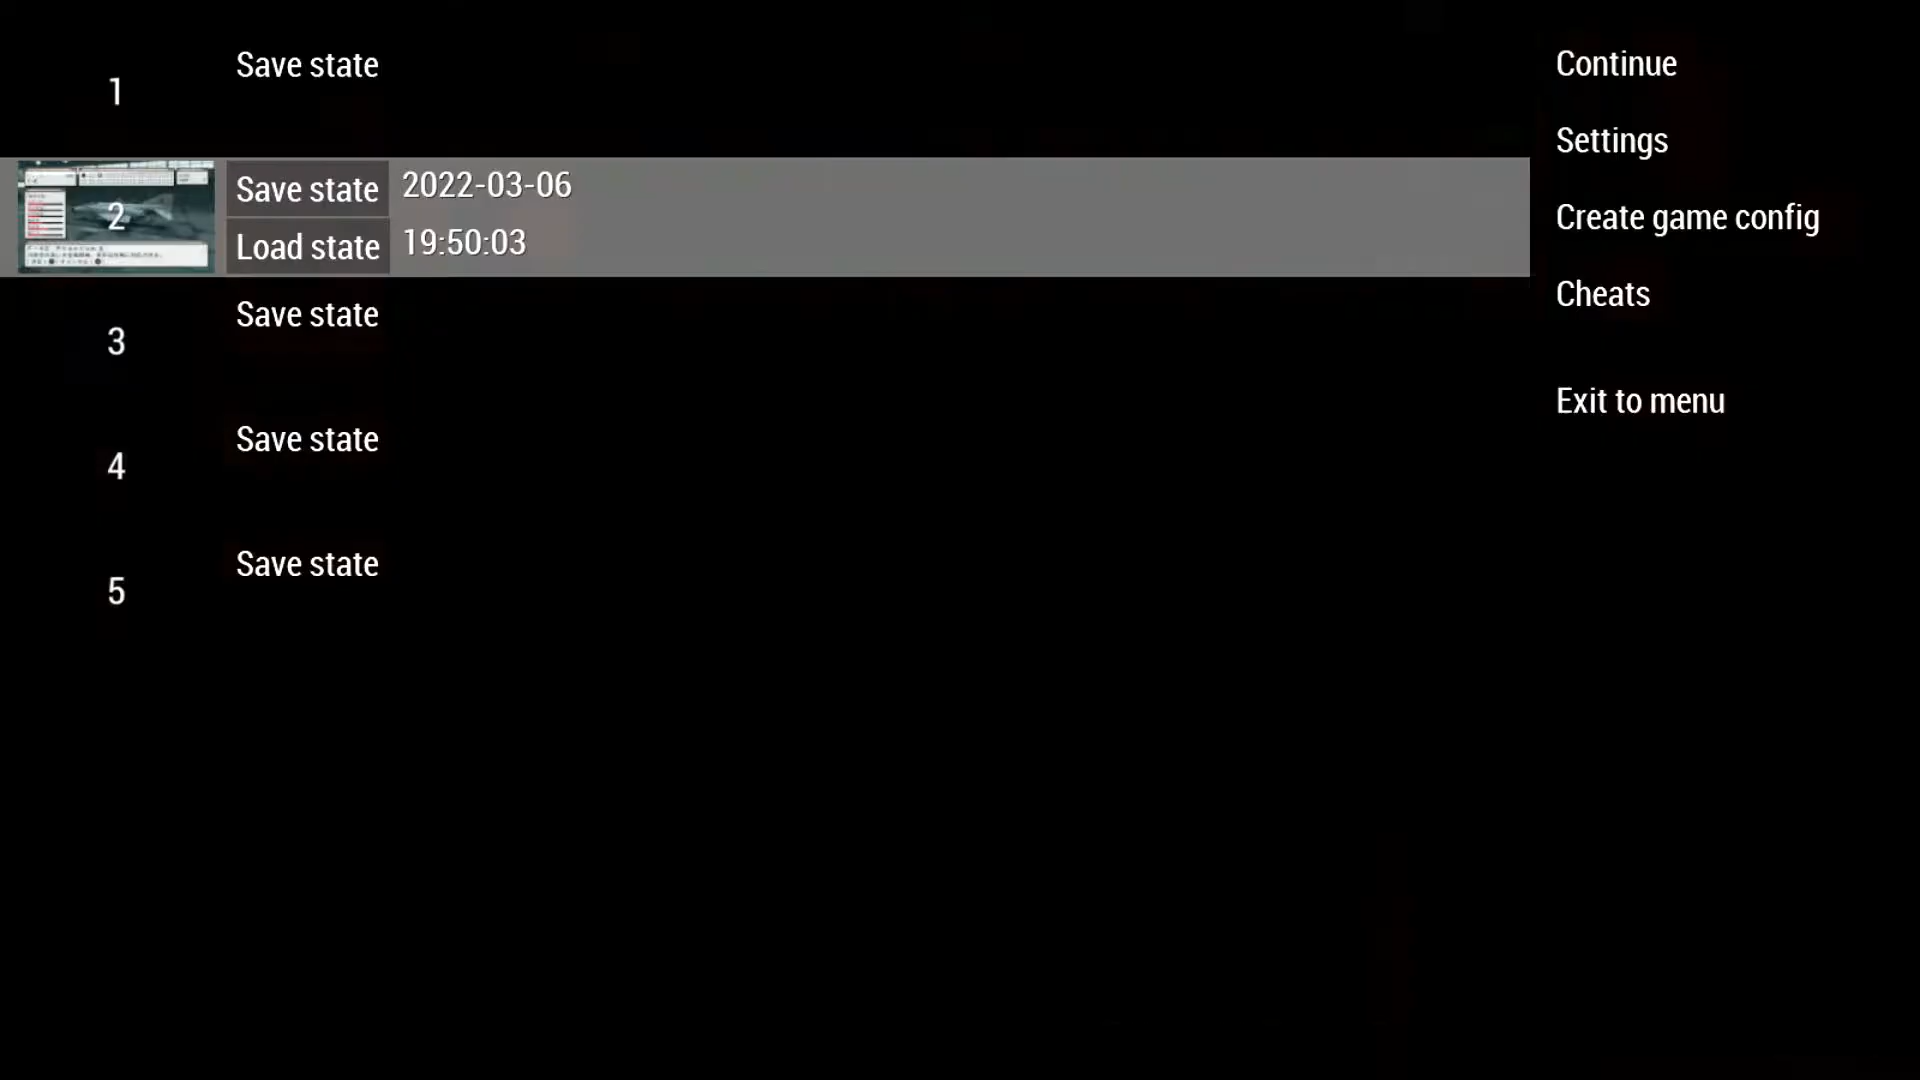 1
Save state
2
Save state
2022-03-06
Load state
19:50:03
3
Save state
4
Save state
5
Save state
Continue
Settings
Create game config
Cheats
Exit to menu